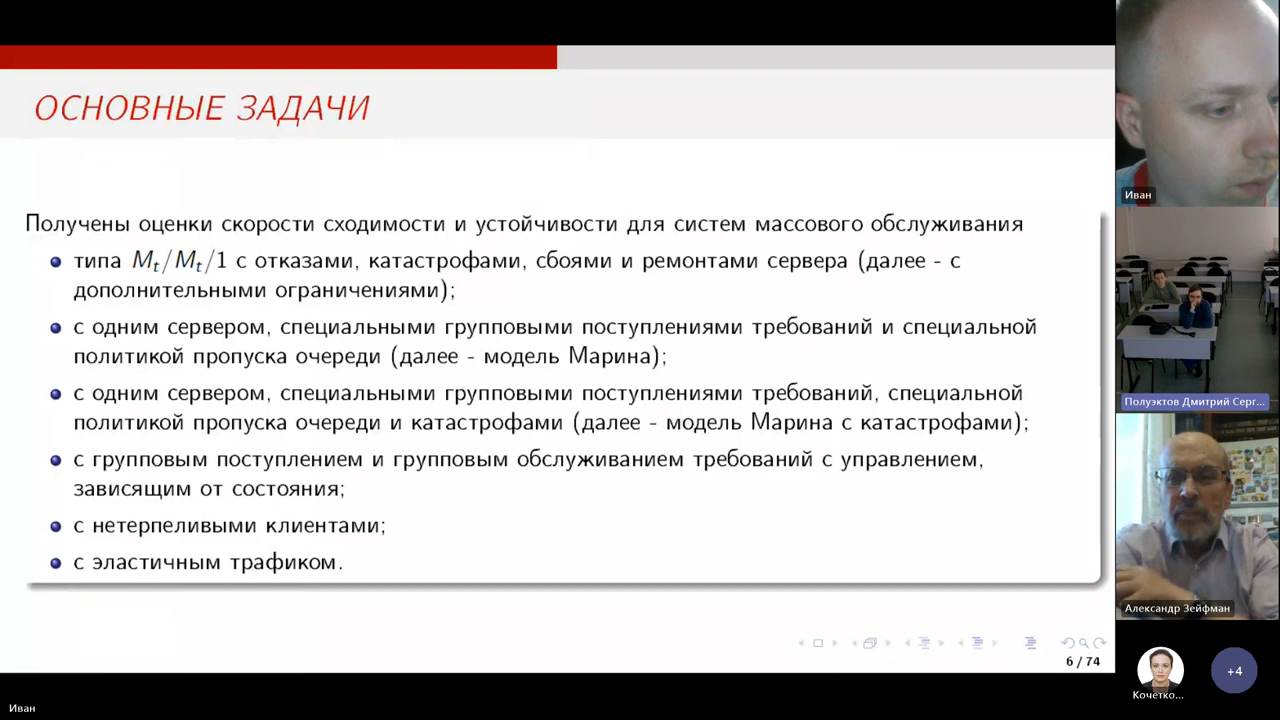 ОСНОВНЫЕ ЗАДАЧИ
Получены оценки скорости сходимости и устойчивости для систем массового обслуживания
типа Mt/Mt/1 с отказами, катастрофами, сбоями и ремонтами сервера (далее - с
дополнительными ограничениями);
с одним сервером, специальными групповыми поступлениями требований и специальной
политикой пропуска очереди (далее - модель Марина);
с одним сервером, специальными групповыми поступлениями требований, специальной
политикой пропуска очереди и катастрофами (далее - модель Марина с катастрофами);
с групповым поступлением и групповым обслуживанием требований с управлением,
зависящим от состояния;
с нетерпеливыми клиентами;
с эластичным трафиком.
6 / 74
Иван
Иван
Полуэктов Дмитрий Серг...
Александр Зейфман
Кочетко...
+4